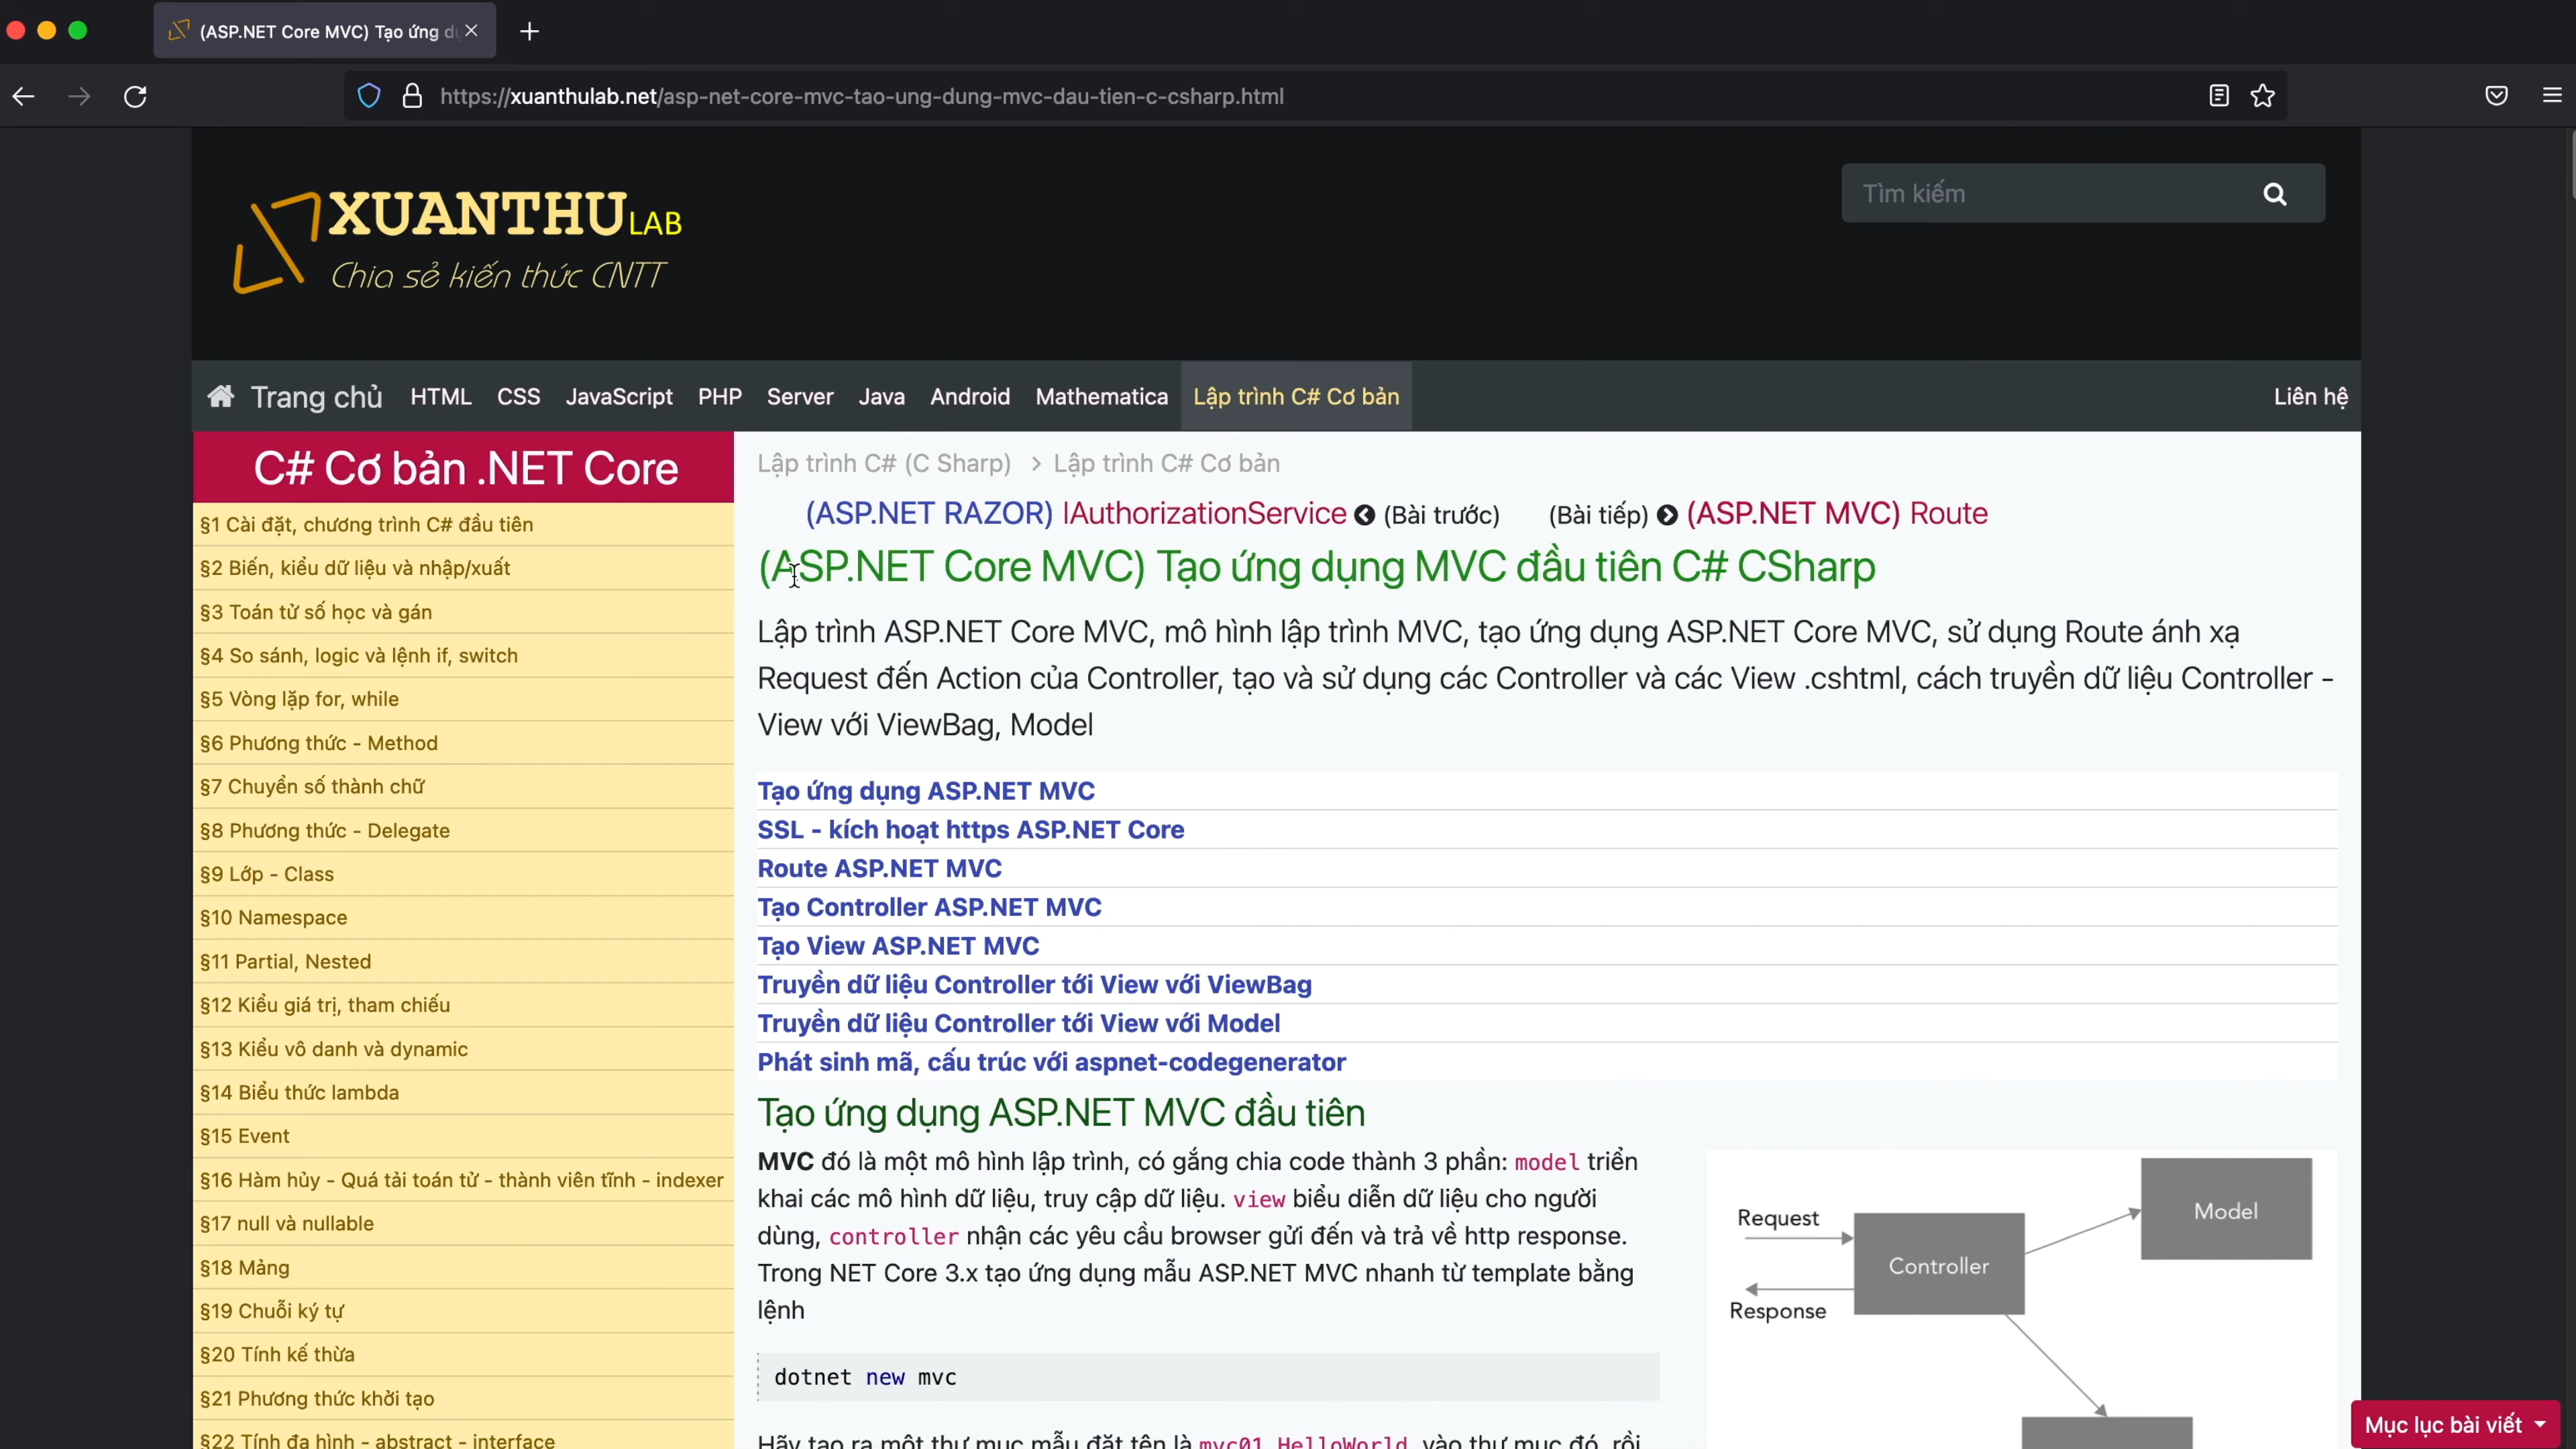 (ASP.NET Core MVC) Tạo ứng
https://xuanthulab.net/asp-net-core-mvc-tao-ung-dung-mvc-dau-tien-c-csharp.html
XUANTHU LAB
Chia sẻ kiến thức CNTT
Tìm kiếm
Trang chủ HTML CSS JavaScript PHP Server Java Android Mathematica Lập trình C# Cơ bản Liên hệ
C# Cơ bản .NET Core
§1 Cài đặt, chương trình C# đầu tiên
§2 Biến, kiểu dữ liệu và nhập/xuất
§3 Toán tử số học và gán
§4 So sánh, logic và lệnh if, switch
§5 Vòng lặp for, while
§6 Phương thức - Method
§7 Chuyển số thành chữ
§8 Phương thức - Delegate
§9 Lớp - Class
§10 Namespace
§11 Partial, Nested
§12 Kiểu giá trị, tham chiếu
§13 Kiểu vô danh và dynamic
§14 Biểu thức lambda
§15 Event
§16 Hàm hủy - Quá tải toán tử - thành viên tĩnh - indexer
§17 null và nullable
§18 Mảng
§19 Chuỗi ký tự
§20 Tính kế thừa
§21 Phương thức khởi tạo
§22 Tính đa hình - abstract - interface
Lập trình C# (C Sharp) > Lập trình C# Cơ bản
(ASP.NET RAZOR) IAuthorizationService (Bài trước) (Bài tiếp) (ASP.NET MVC) Route
(ASP.NET Core MVC) Tạo ứng dụng MVC đầu tiên C# CSharp
Lập trình ASP.NET Core MVC, mô hình lập trình MVC, tạo ứng dụng ASP.NET Core MVC, sử dụng Route ánh xạ
Request đến Action của Controller, tạo và sử dụng các Controller và các View .cshtml, cách truyền dữ liệu Controller -
View với ViewBag, Model
Tạo ứng dụng ASP.NET MVC
SSL - kích hoạt https ASP.NET Core
Route ASP.NET MVC
Tạo Controller ASP.NET MVC
Tạo View ASP.NET MVC
Truyền dữ liệu Controller tới View với ViewBag
Truyền dữ liệu Controller tới View với Model
Phát sinh mã, cấu trúc với aspnet-codegenerator
Tạo ứng dụng ASP.NET MVC đầu tiên
MVC đó là một mô hình lập trình, có gắng chia code thành 3 phần: model triển
khai các mô hình dữ liệu, truy cập dữ liệu. view biểu diễn dữ liệu cho người
dùng, controller nhận các yêu cầu browser gửi đến và trả về http response.
Trong NET Core 3.x tạo ứng dụng mẫu ASP.NET MVC nhanh từ template bằng
lệnh
dotnet new mvc
Hãy tạo ra một thư mục mẫu đặt tên là mvc01_HelloWorld, vào thư mục đó, rồi
Request
Response
Controller
Model
Mục lục bài viết